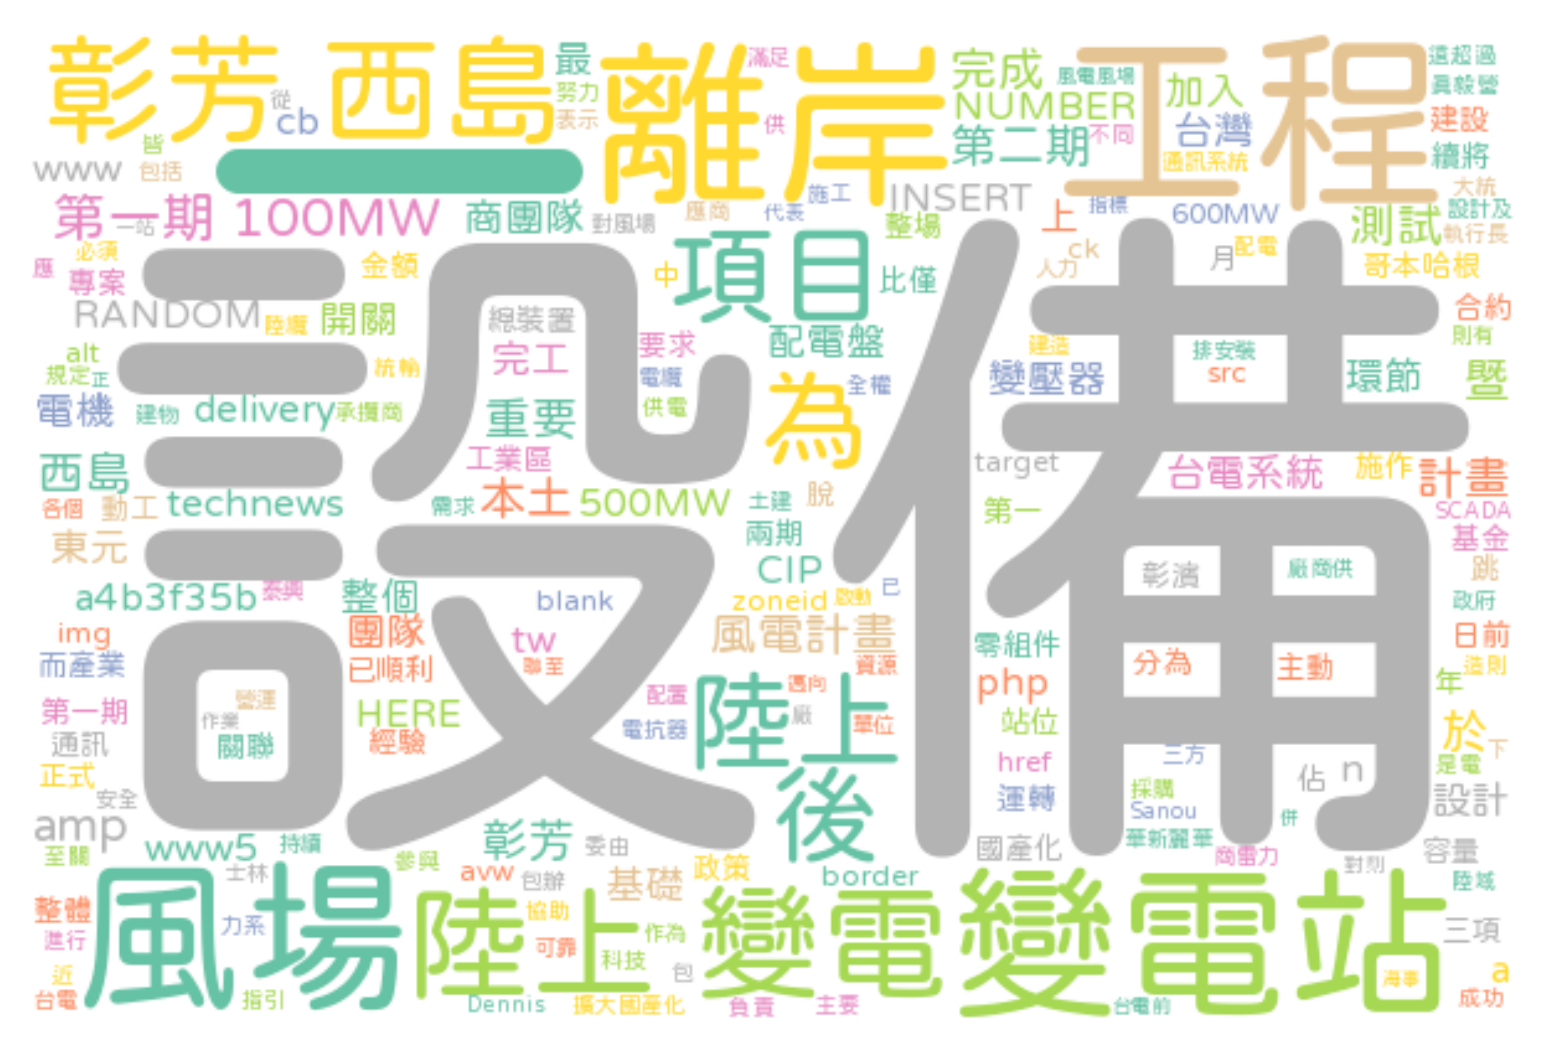 彰芳 西島 離岸 工程
從 cb 最 努力 表示 滿足 供
完成 風電風場 NUMBER 加入 台灣 第二期 不同 通訊系統
遠超過 建設 續將 大統 設計及 執行長
皆 www 包括 一
第一期 100MW 一站 商團隊 對風場 應商 代表 施工 INSERT 整場 上 指標 600MW 測試
設備
必須 應 專案 金額 RANDOM 陸纜 開關 總裝置 完工 要求 中 項目 比僅 配電盤 人力 ck 月 配電 哥本哈根 合約 則有
alt 規定 正 統輸 電機 建物 delivery 承攬商 重要 電纜 供電 為 全權 建造 變壓器 排安裝 src 環節 暨
西島 各個 動工 technews 工業區 需求 本土 500MW 土建 脫 兩期 target 第一 台電系統 施作 計畫 SCADA 基金
東元 a4b3f35b 泰興 整個 blank CIP zoneid 啟動 已 彰濱 廠商供 跳 政府
img 而產業 團隊 已順利 tw 聯至 風電計畫 資源 零組件 分為 主動 日前 造則
第一期 通訊 正式 安全 營運 作業 關聯 HERE 經驗 配置 電抗器 陸上 邁向 廠 單位 php 站位 href 運轉 年 於 下 是電
amp 至關 www5 持續 彰芳 委由 後 三方 採購 Sanou 佔 n 設計 併 華新麗華 國產化 商雷力 對刻 容量 陸域
士林 參與 avw 包辦 基礎 政策 border
風場 陸上 變電 變電站
整體 進行 近 台電 力系 指引 協助 可靠 作為 科技 包 三項 海事 a 成功
Dennis 擴大國產化 負責 主要 台電前